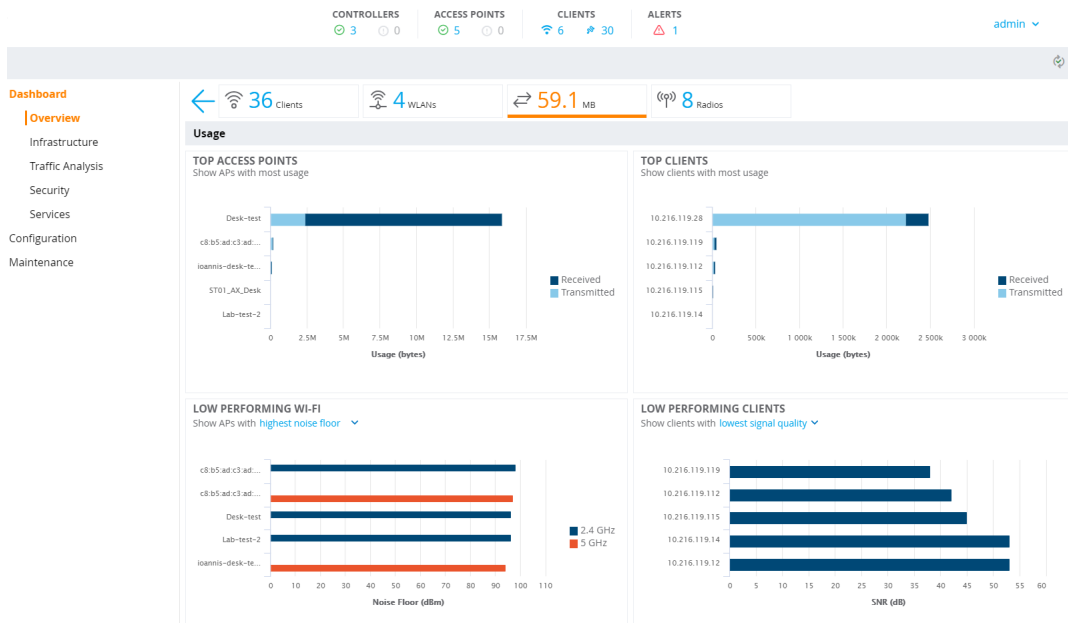 CONTROLLERS ACCESS POINTS CLIENTS ALERTS
3 0 5 0 6 30 1
admin
Dashboard
Overview
Infrastructure
Traffic Analysis
Security
Services
Configuration
Maintenance
36 Clients 4 WLANs 59.1 MB 8 Radios
Usage
TOP ACCESS POINTS
Show APs with most usage
Desk-test
c8:b5:ad:c3:ad:...
ioannis-desk-te...
ST01_AX_Desk
Lab-test-2
0 2.5M 5M 7.5M 10M 12.5M 15M 17.5M
Usage (bytes)
Received
Transmitted
TOP CLIENTS
Show clients with most usage
10.216.119.28
10.216.119.119
10.216.119.112
10.216.119.115
10.216.119.14
0 500k 1 000k 1 500k 2 000k 2 500k 3 000k
Usage (bytes)
Received
Transmitted
LOW PERFORMING WI-FI
Show APs with highest noise floor
c8:b5:ad:c3:ad:...
c8:b5:ad:c3:ad:...
Desk-test
Lab-test-2
ioannis-desk-te...
0 10 20 30 40 50 60 70 80 90 100 110
Noise Floor (dBm)
2.4 GHz
5 GHz
LOW PERFORMING CLIENTS
Show clients with lowest signal quality
10.216.119.119
10.216.119.112
10.216.119.115
10.216.119.14
10.216.119.12
0 5 10 15 20 25 30 35 40 45 50 55 60
SNR (dB)